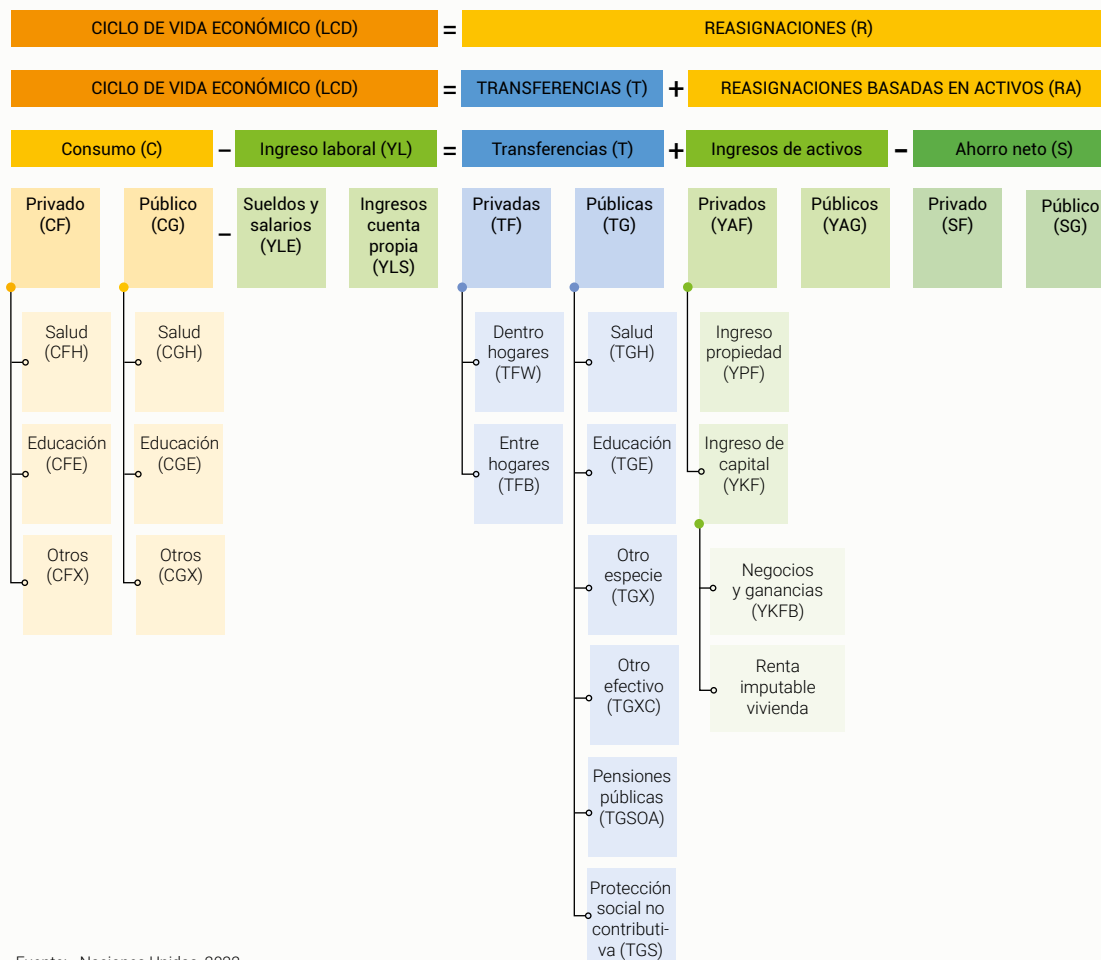 CICLO DE VIDA ECONÓMICO (LCD) = REASIGNACIONES (R)
CICLO DE VIDA ECONÓMICO (LCD) = TRANSFERENCIAS (T) + REASIGNACIONES BASADAS EN ACTIVOS (RA)
Consumo (C) – Ingreso laboral (YL) = Transferencias (T) + Ingresos de activos – Ahorro neto (S)
Privado
(CF)
Público
(CG)
–
Sueldos y
salarios
(YLE)
Ingresos
cuenta
propia
(YLS)
Privadas
(TF)
Públicas
(TG)
Privados
(YAF)
Públicos
(YAG)
Privado
(SF)
Público
(SG)
Salud
(CFH)
Educación
(CFE)
Otros
(CFX)
Salud
(CGH)
Educación
(CGE)
Otros
(CGX)
Dentro
hogares
(TFW)
Entre
hogares
(TFB)
Salud
(TGH)
Educación
(TGE)
Otro
especie
(TGX)
Otro
efectivo
(TGXC)
Pensiones
públicas
(TGSOA)
Protección
social no
contributi-
va (TGS)
Ingreso
propiedad
(YPF)
Ingreso de
capital
(YKF)
Negocios
y ganancias
(YKFB)
Renta
imputable
vivienda